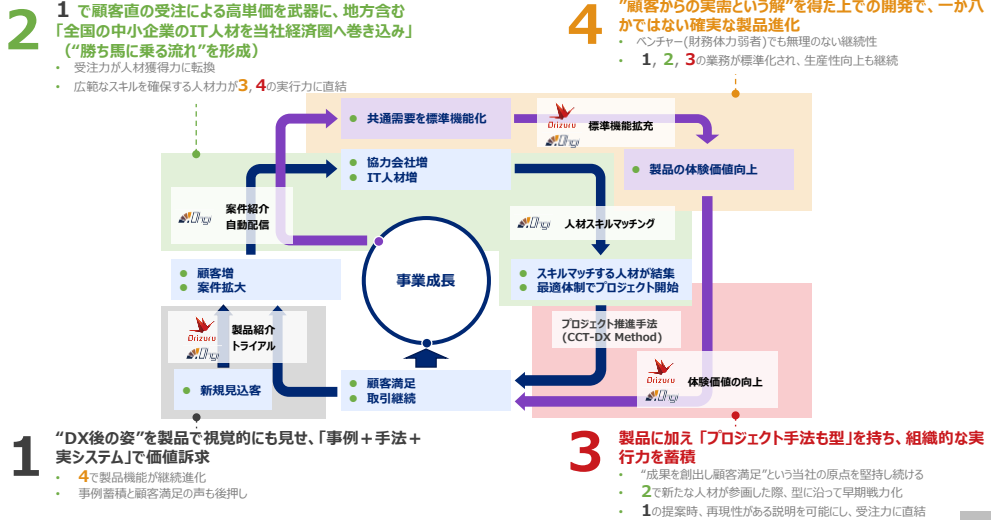 2
1 で顧客直の受注による高単価を武器に、地方含む
「全国の中小企業のIT人材を当社経済圏へ巻き込み」
（“勝ち馬に乗る流れ”を形成）
• 受注力が人材獲得力に転換
• 広範なスキルを確保する人材力が3, 4の実行力に直結
4
”顧客からの実需という解”を得た上での開発で、一か八
かではない確実な製品進化
• ベンチャー(財務体力弱者)でも無理のない継続性
• 1, 2, 3の業務が標準化され、生産性向上も継続
● 共通需要を標準機能化
Orizuru
Ohgi
標準機能拡充
● 製品の体験価値向上
● 協力会社増
● IT人材増
Ohgi
案件紹介
自動配信
Ohgi
人材スキルマッチング
● 顧客増
● 案件拡大
事業成長
● スキルマッチする人材が結集
● 最適体制でプロジェクト開始
Orizuru
Ohgi
製品紹介
トライアル
プロジェクト推進手法
(CCT-DX Method)
● 新規見込客
● 顧客満足
● 取引継続
Orizuru
Ohgi
体験価値の向上
1
“DX後の姿”を製品で視覚的にも見せ、「事例＋手法＋
実システム」で価値訴求
• 4で製品機能が継続進化
• 事例蓄積と顧客満足の声も後押し
3
製品に加え「プロジェクト手法も型」を持ち、組織的な実
行力を蓄積
• “成果を創出し顧客満足”という当社の原点を堅持し続ける
• 2で新たな人材が参画した際、型に沿って早期戦力化
• 1の提案時、再現性がある説明を可能にし、受注力に直結